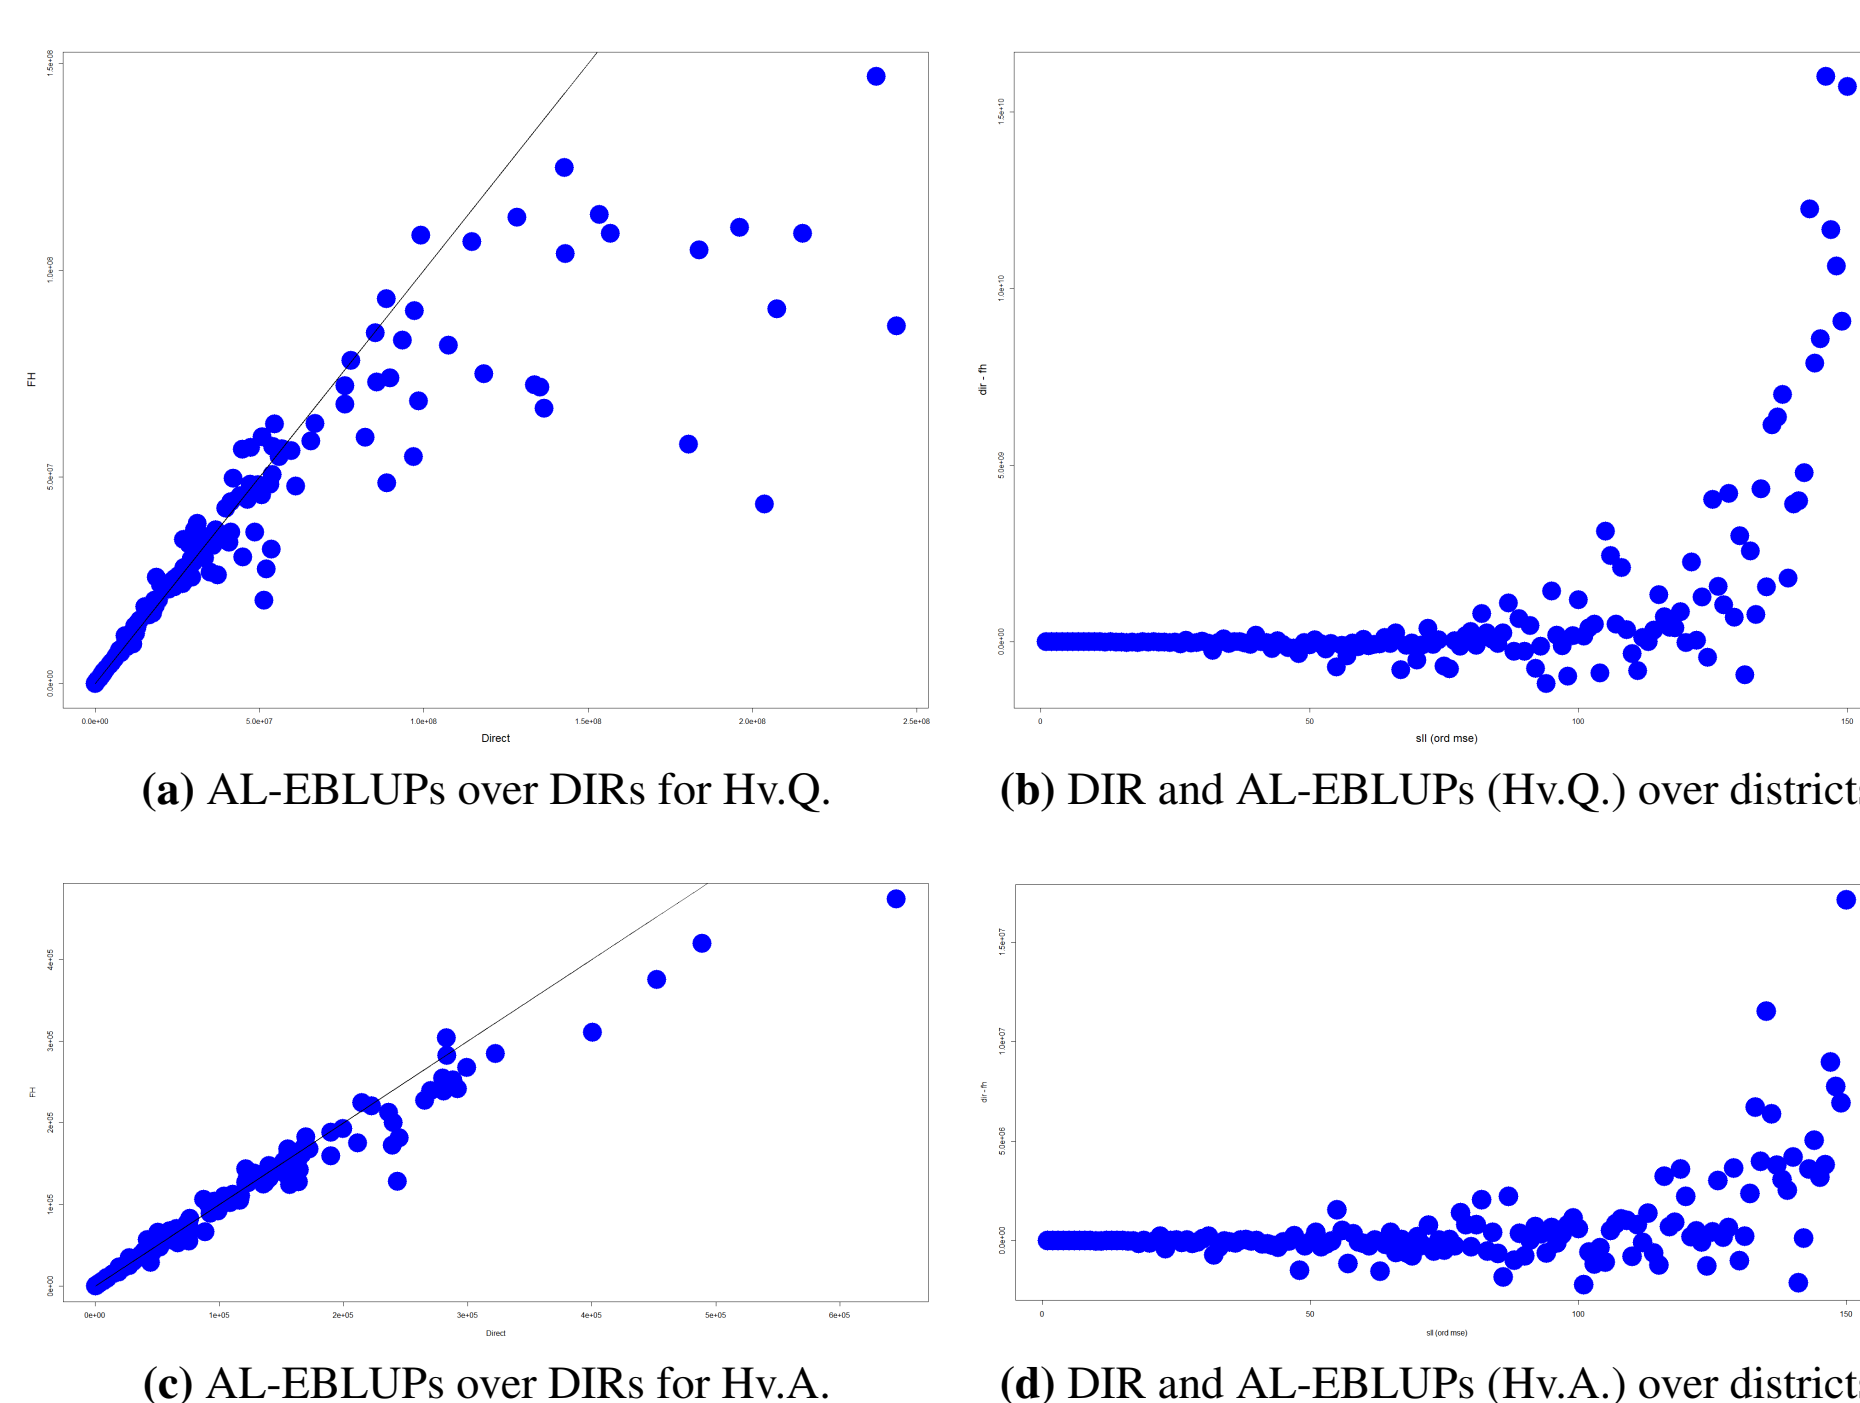 1.5e+08
1.0e+08
5.0e+07
0.0e+00
FH
0.0e+00 5.0e+07 1.0e+08 1.5e+08 2.0e+08 2.5e+08
Direct
1.5e+10
1.0e+10
5.0e+09
0.0e+00
dir - fh
0 50 100 150
sll (ord mse)
(a) AL-EBLUPs over DIRs for Hv.Q.
(b) DIR and AL-EBLUPs (Hv.Q.) over districts
4e+05
3e+05
2e+05
1e+05
0e+00
FH
0e+00 1e+05 2e+05 3e+05 4e+05 5e+05 6e+05
Direct
1.5e+07
1.0e+07
5.0e+06
0.0e+00
dir - fh
0 50 100 150
sll (ord mse)
(c) AL-EBLUPs over DIRs for Hv.A.
(d) DIR and AL-EBLUPs (Hv.A.) over districts